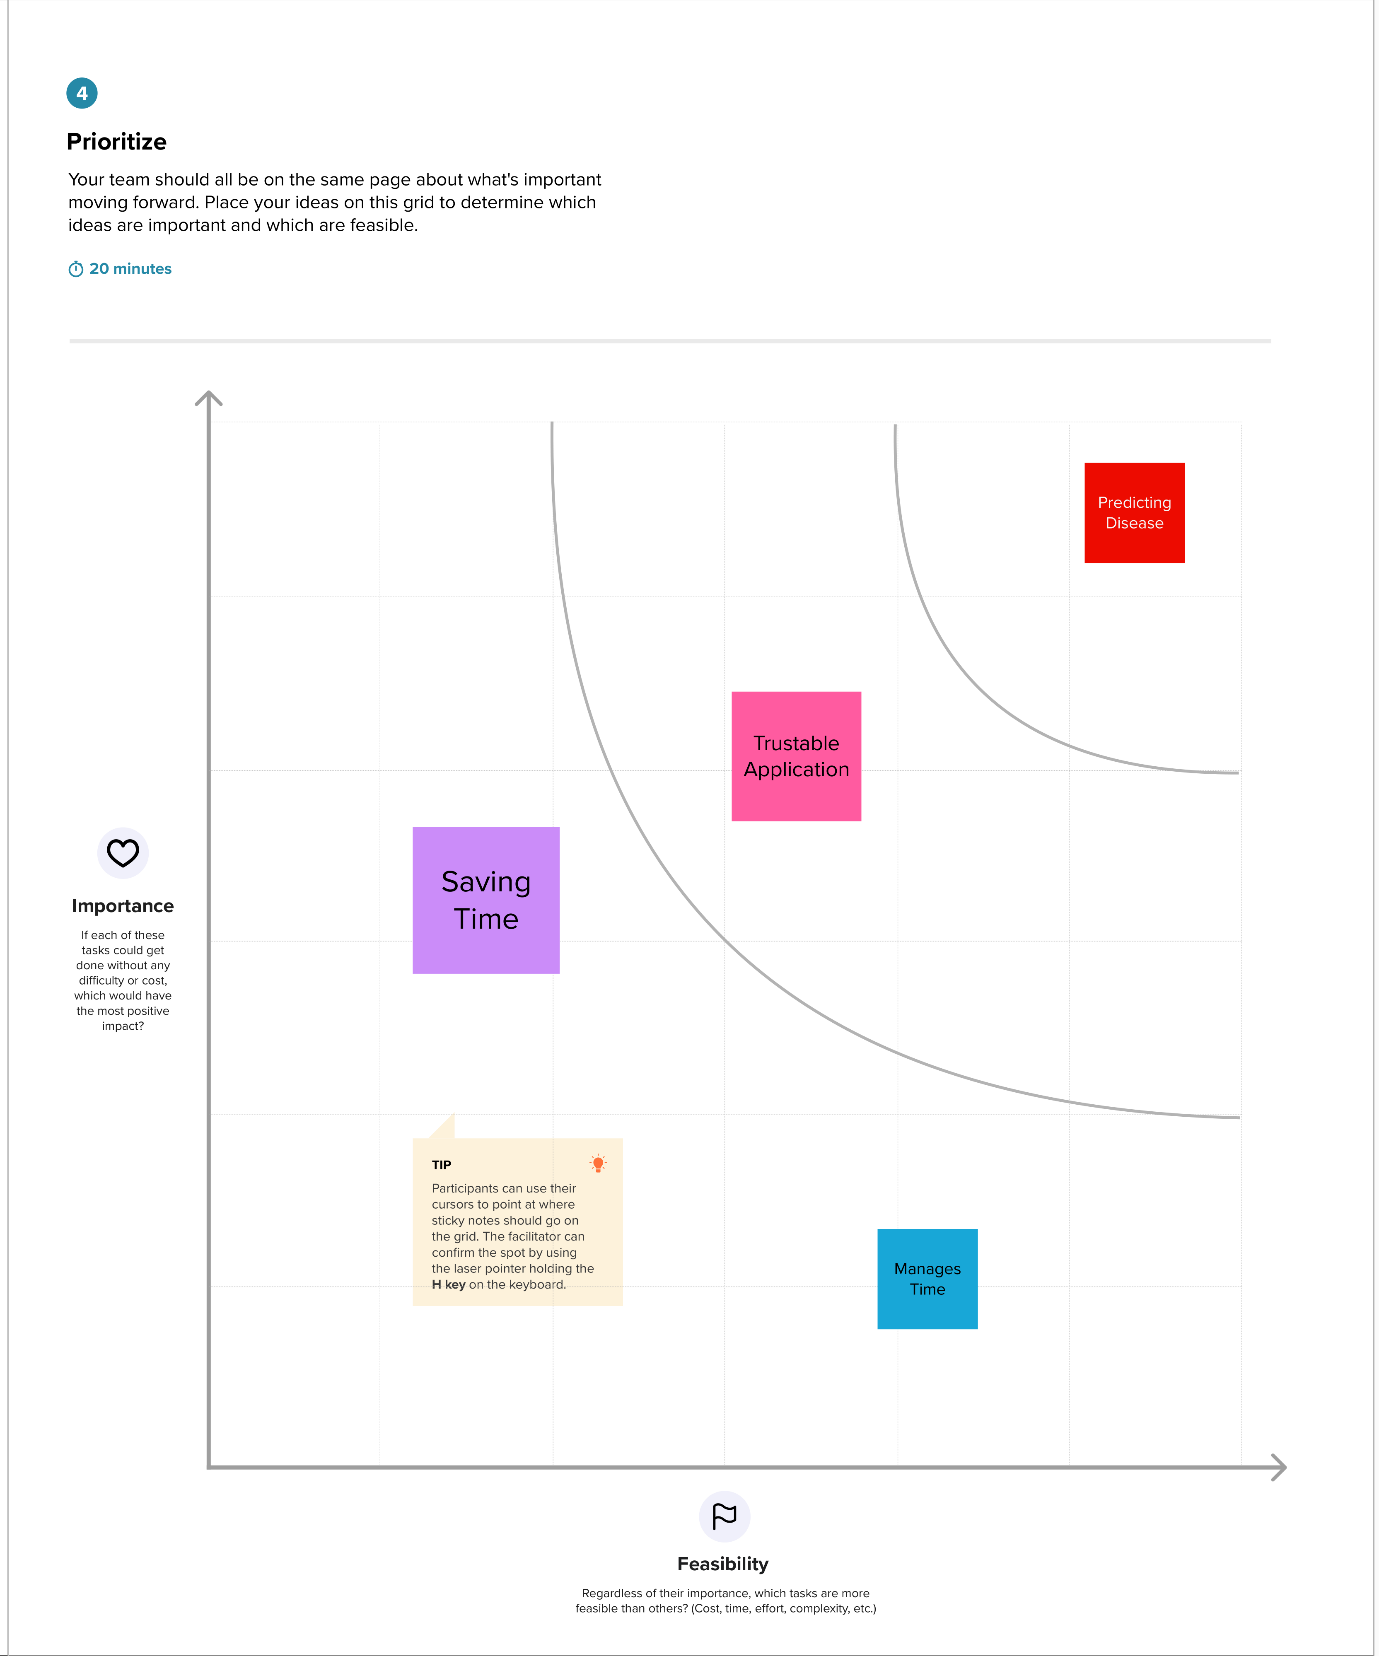 4
Prioritize
Your team should all be on the same page about what's important
moving forward. Place your ideas on this grid to determine which
ideas are important and which are feasible.
20 minutes
Predicting
Disease
Trustable
Application
Saving
Time
Importance
If each of these
tasks could get
done without any
difficulty or cost,
which would have
the most positive
impact?
TIP
Participants can use their
cursors to point at where
sticky notes should go on
the grid. The facilitator can
confirm the spot by using
the laser pointer holding the
H key on the keyboard.
Manages
Time
Feasibility
Regardless of their importance, which tasks are more
feasible than others? (Cost, time, effort, complexity, etc.)